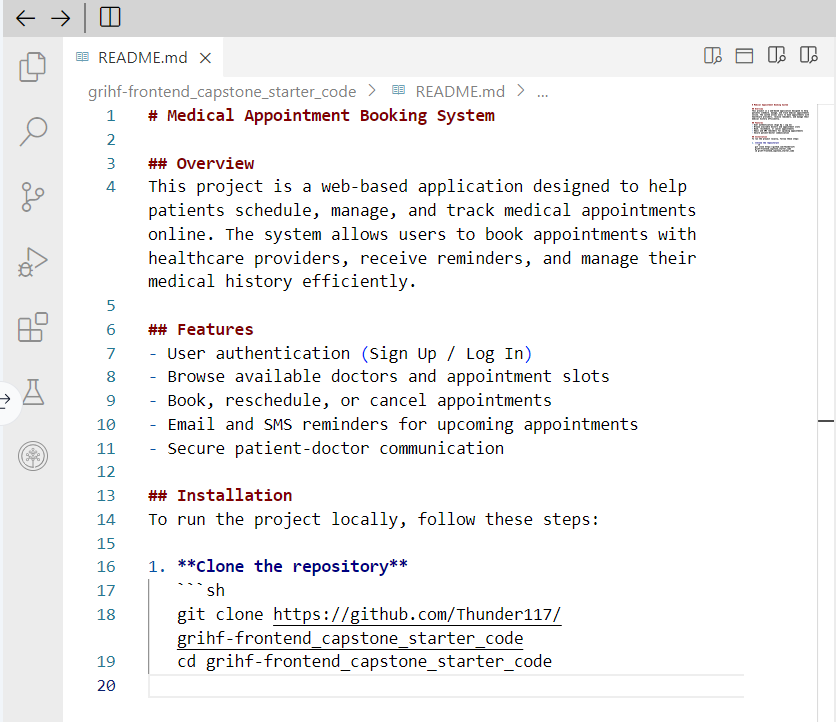 README.md
grihf-frontend_capstone_starter_code > README.md > ...
1 # Medical Appointment Booking System
2
3 ## Overview
4 This project is a web-based application designed to help
patients schedule, manage, and track medical appointments
online. The system allows users to book appointments with
healthcare providers, receive reminders, and manage their
medical history efficiently.
5
6 ## Features
7 - User authentication (Sign Up / Log In)
8 - Browse available doctors and appointment slots
9 - Book, reschedule, or cancel appointments
10 - Email and SMS reminders for upcoming appointments
11 - Secure patient-doctor communication
12
13 ## Installation
14 To run the project locally, follow these steps:
15
16 1. **Clone the repository**
17 ```sh
18 git clone https://github.com/Thunder117/
grihf-frontend_capstone_starter_code
19 cd grihf-frontend_capstone_starter_code
20